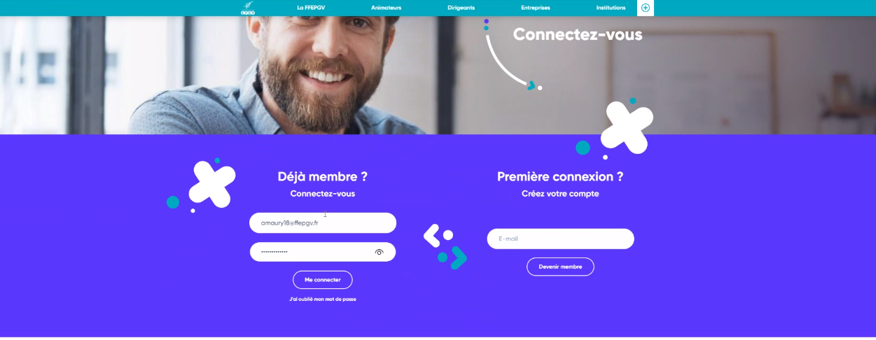 La FFEPGV
Animateurs
Dirigeants
Entreprises
Institutions
Connectez-vous
Déjà membre ?
Connectez-vous
amaury18@ffepgv.fr
Me connecter
J'ai oublié mon mot de passe
Première connexion ?
Créez votre compte
E-mail
Devenir membre